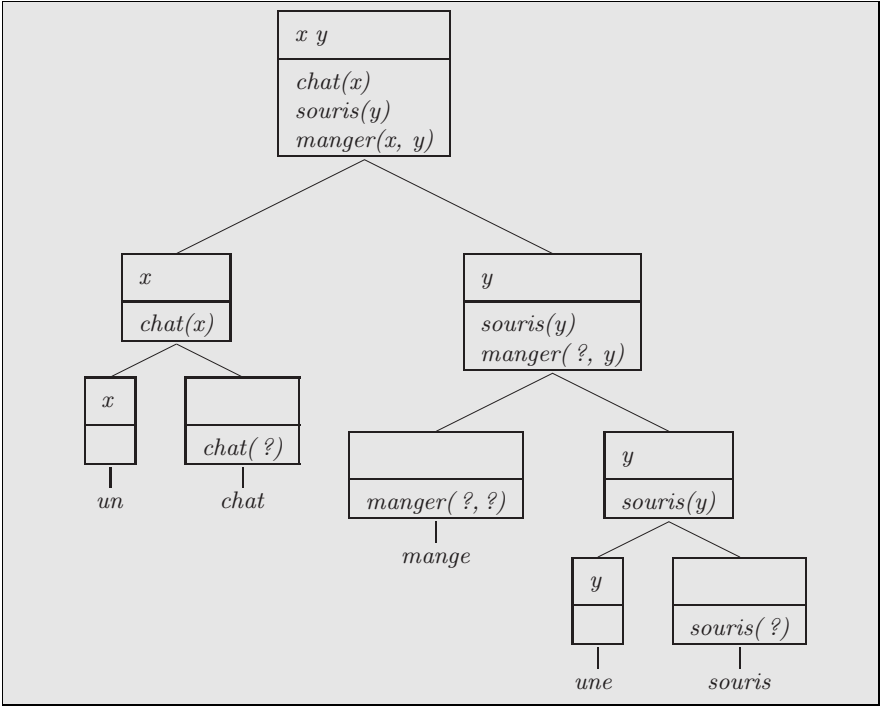 x y
chat(x)
souris(y)
manger(x, y)
x
chat(x)
y
souris(y)
manger( ?, y)
x
chat( ?)
un
chat
manger( ?, ?)
mange
y
souris(y)
y
souris( ?)
une
souris